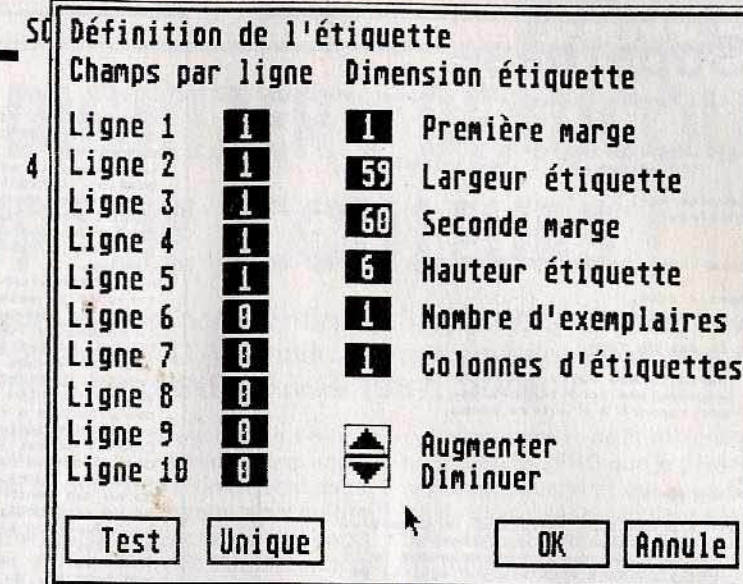 SO
Définition de l'étiquette
Champs par ligne Dimension étiquette
Ligne 1 1 1 Première marge
4
Ligne 2 1 59 Largeur étiquette
Ligne 3 1 60 Seconde marge
Ligne 4 1 6 Hauteur étiquette
Ligne 5 1 1 Nombre d'exemplaires
Ligne 6 0 1 Colonnes d'étiquettes
Ligne 7 0
Ligne 8 0
Ligne 9 0 Augmenter
Ligne 10 0 Diminuer
Test Unique OK Annule